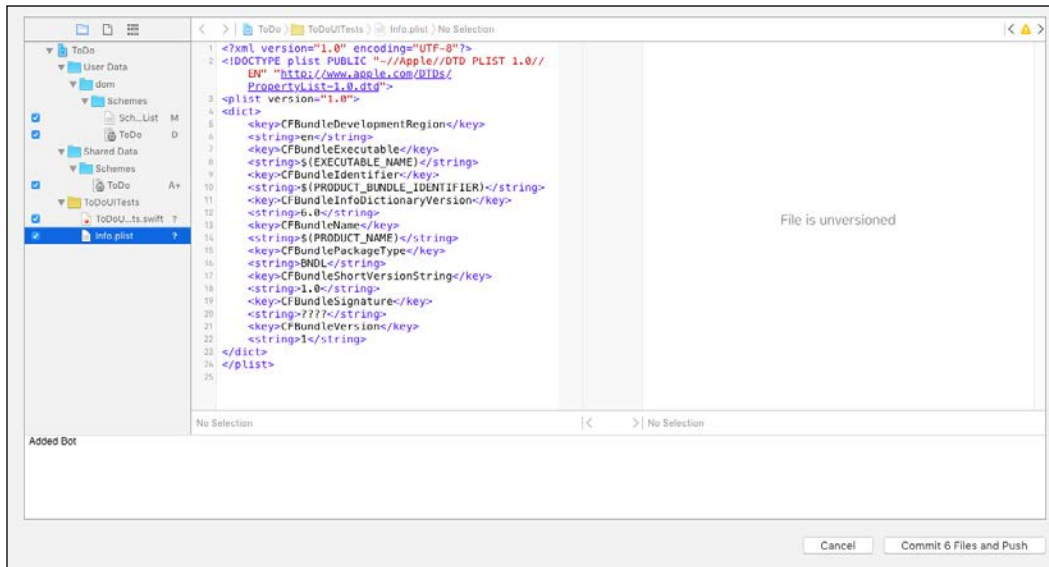 ToDo ToDoUITests Info.plist No Selection
ToDo
User Data
dom
Schemes
Sch...List M
ToDo D
Shared Data
Schemes
ToDo A+
ToDoUITests
ToDoU...ts.swift ?
Info.plist ?
1 <?xml version="1.0" encoding="UTF-8"?>
2 <!DOCTYPE plist PUBLIC "-//Apple//DTD PLIST 1.0//
EN" "http://www.apple.com/DTDs/
PropertyList-1.0.dtd">
3 <plist version="1.0">
4 <dict>
5 <key>CFBundleDevelopmentRegion</key>
6 <string>en</string>
7 <key>CFBundleExecutable</key>
8 <string>$(EXECUTABLE_NAME)</string>
9 <key>CFBundleIdentifier</key>
10 <string>$(PRODUCT_BUNDLE_IDENTIFIER)</string>
11 <key>CFBundleInfoDictionaryVersion</key>
12 <string>6.0</string>
13 <key>CFBundleName</key>
14 <string>$(PRODUCT_NAME)</string>
15 <key>CFBundlePackageType</key>
16 <string>BNDL</string>
17 <key>CFBundleShortVersionString</key>
18 <string>1.0</string>
19 <key>CFBundleSignature</key>
20 <string>????</string>
21 <key>CFBundleVersion</key>
22 <string>1</string>
23 </dict>
24 </plist>
25
File is unversioned
No Selection
No Selection
Added Bot
Cancel
Commit 6 Files and Push